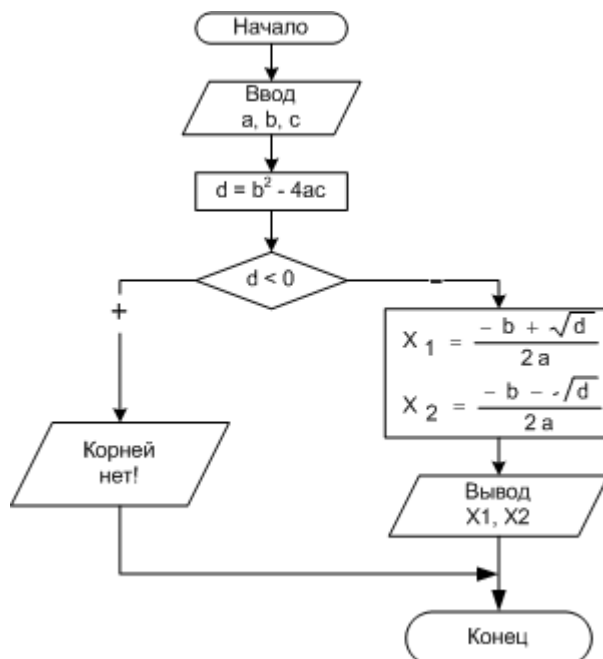 Начало
Ввод
a, b, c
d = b² - 4ac
d < 0
+
-
X 1 = (- b + √d) / 2 a
X 2 = (- b - √d) / 2 a
Корней
нет!
Вывод
X1, X2
Конец